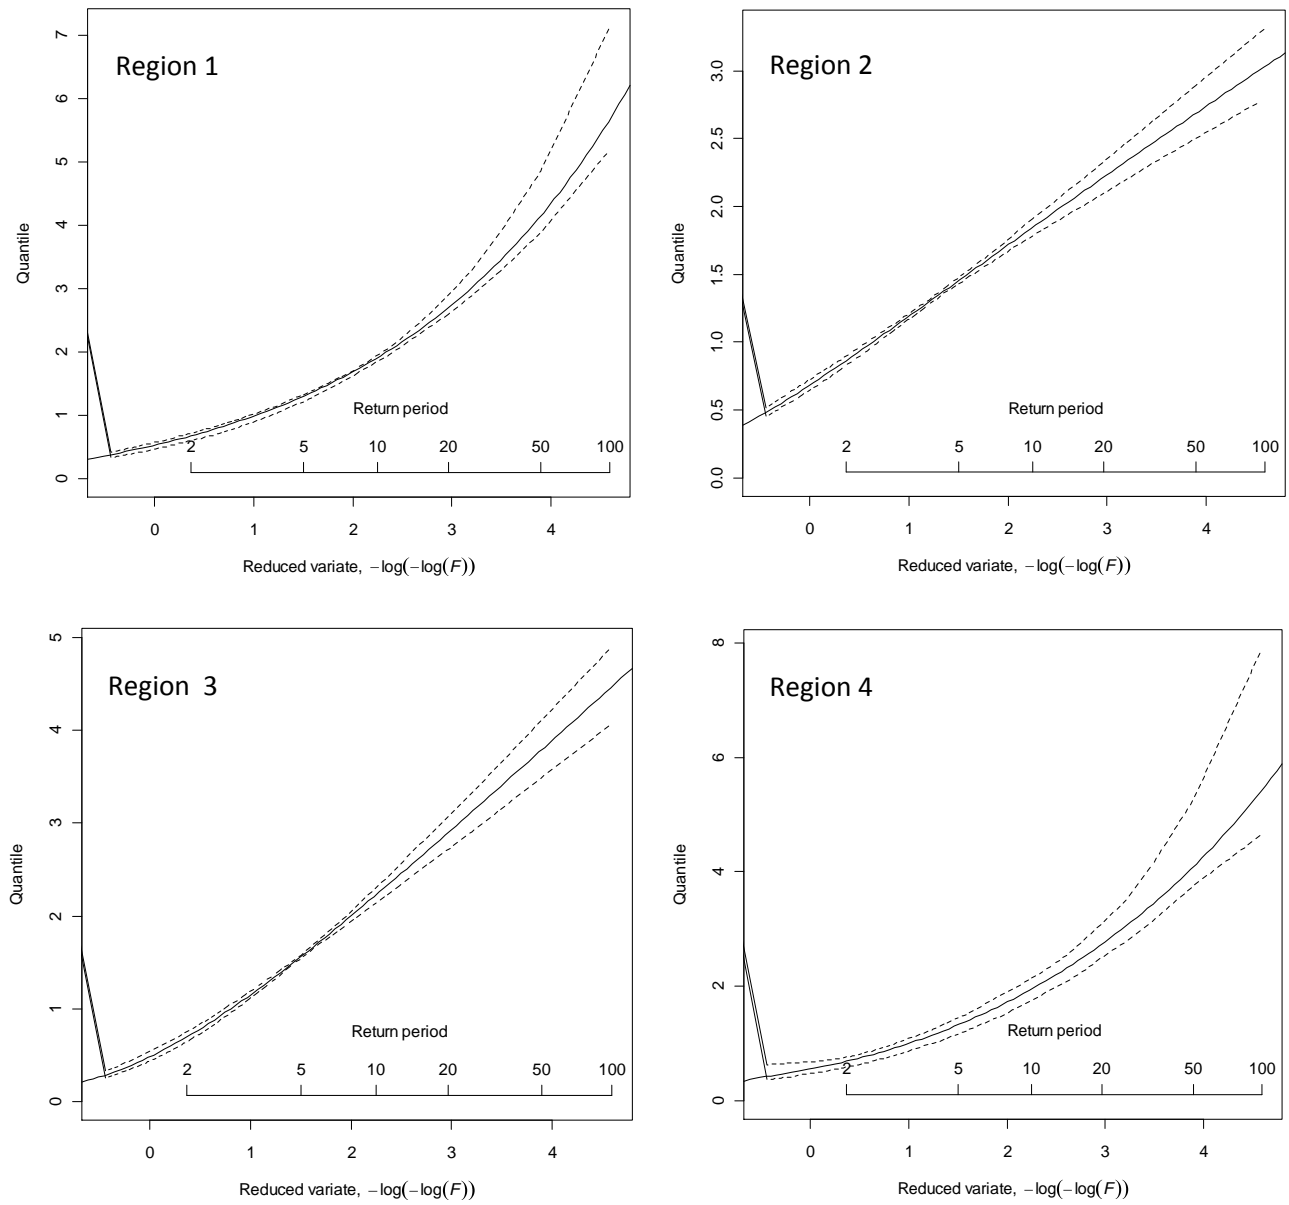 Region 1
7
6
5
4
3
2
1
0
Quantile
Return period
2 5 10 20 50 100
0 1 2 3 4
Reduced variate, −log(−log(F))
Region 2
3.0
2.5
2.0
1.5
1.0
0.5
0.0
Quantile
Return period
2 5 10 20 50 100
0 1 2 3 4
Reduced variate, −log(−log(F))
Region 3
5
4
3
2
1
0
Quantile
Return period
2 5 10 20 50 100
0 1 2 3 4
Reduced variate, −log(−log(F))
Region 4
8
6
4
2
0
Quantile
Return period
2 5 10 20 50 100
0 1 2 3 4
Reduced variate, −log(−log(F))